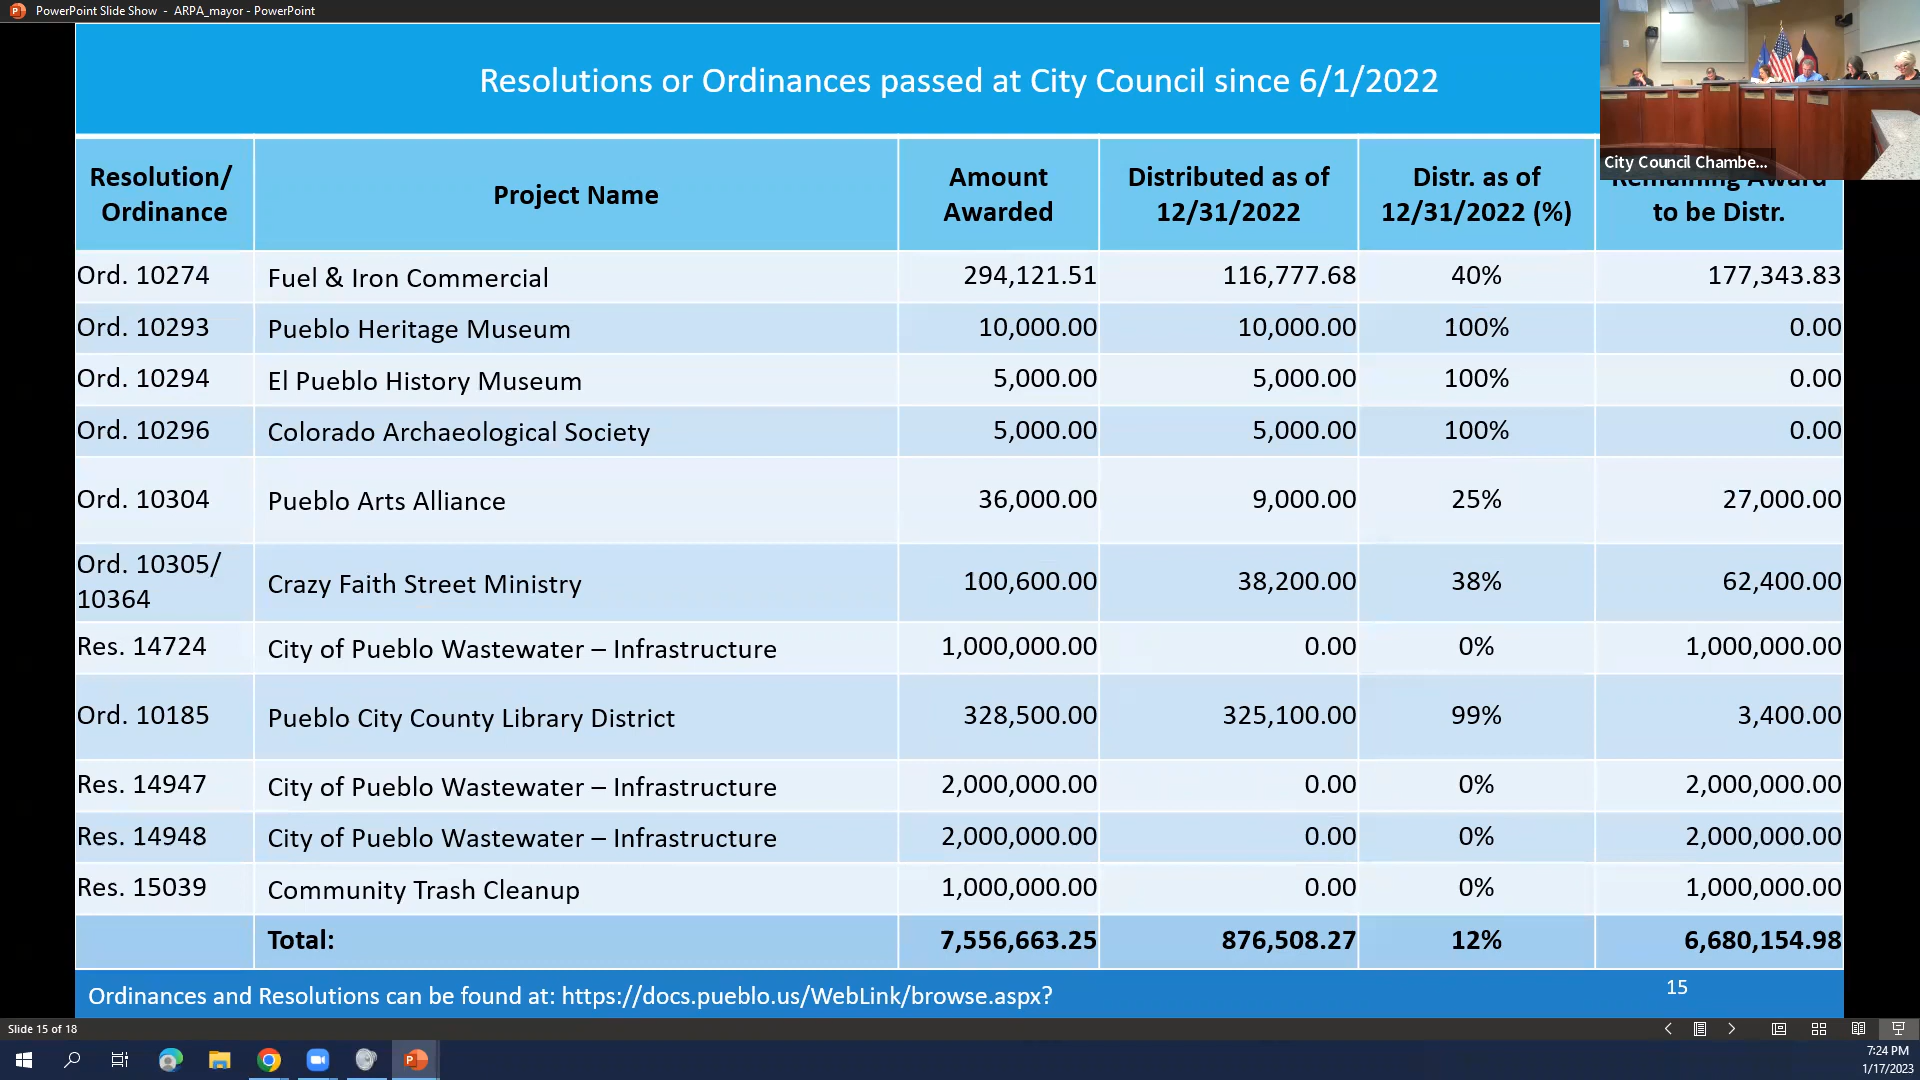 PowerPoint Slide Show - ARPA_mayor - PowerPoint
Resolutions or Ordinances passed at City Council since 6/1/2022
City Council Chambe...
Resolution/ Ordinance Project Name Amount Awarded Distributed as of 12/31/2022 Distr. as of 12/31/2022 (%) Remaining Award to be Distr.
Ord. 10274 Fuel & Iron Commercial 294,121.51 116,777.68 40% 177,343.83
Ord. 10293 Pueblo Heritage Museum 10,000.00 10,000.00 100% 0.00
Ord. 10294 El Pueblo History Museum 5,000.00 5,000.00 100% 0.00
Ord. 10296 Colorado Archaeological Society 5,000.00 5,000.00 100% 0.00
Ord. 10304 Pueblo Arts Alliance 36,000.00 9,000.00 25% 27,000.00
Ord. 10305/ 10364 Crazy Faith Street Ministry 100,600.00 38,200.00 38% 62,400.00
Res. 14724 City of Pueblo Wastewater – Infrastructure 1,000,000.00 0.00 0% 1,000,000.00
Ord. 10185 Pueblo City County Library District 328,500.00 325,100.00 99% 3,400.00
Res. 14947 City of Pueblo Wastewater – Infrastructure 2,000,000.00 0.00 0% 2,000,000.00
Res. 14948 City of Pueblo Wastewater – Infrastructure 2,000,000.00 0.00 0% 2,000,000.00
Res. 15039 Community Trash Cleanup 1,000,000.00 0.00 0% 1,000,000.00
Total: 7,556,663.25 876,508.27 12% 6,680,154.98
Ordinances and Resolutions can be found at: https://docs.pueblo.us/WebLink/browse.aspx?
15
Slide 15 of 18
7:24 PM
1/17/2023